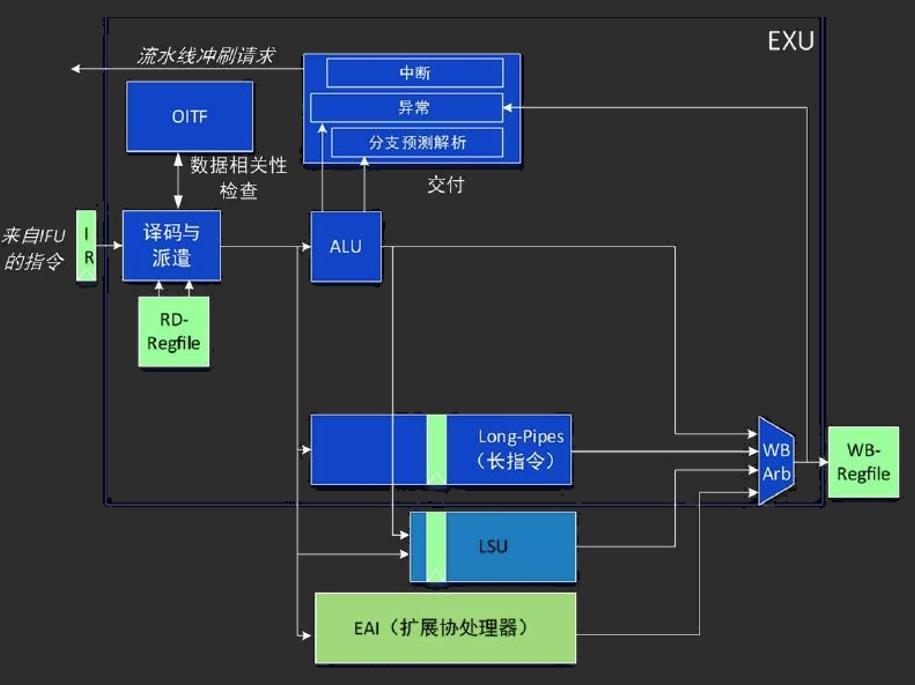 EXU
流水线冲刷请求
中断
异常
分支预测解析
交付
OITF
数据相关性
检查
来自IFU
的指令
I
R
译码与
派遣
ALU
RD-
Regfile
Long-Pipes
（长指令）
WB
Arb
WB-
Regfile
LSU
EAI（扩展协处理器）